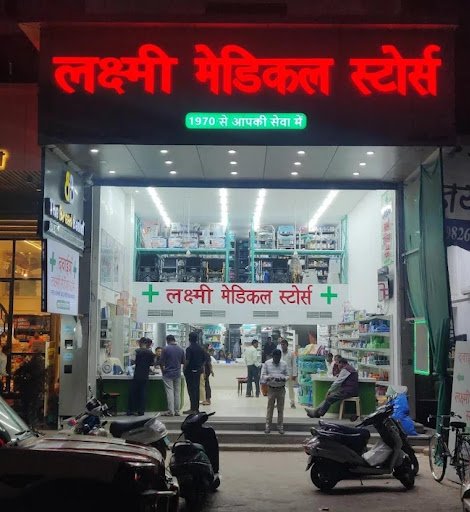 लक्ष्मी मेडिकल स्टोर्स
1970 से आपकी सेवा में
लक्ष्मी मेडिकल स्टोर्स